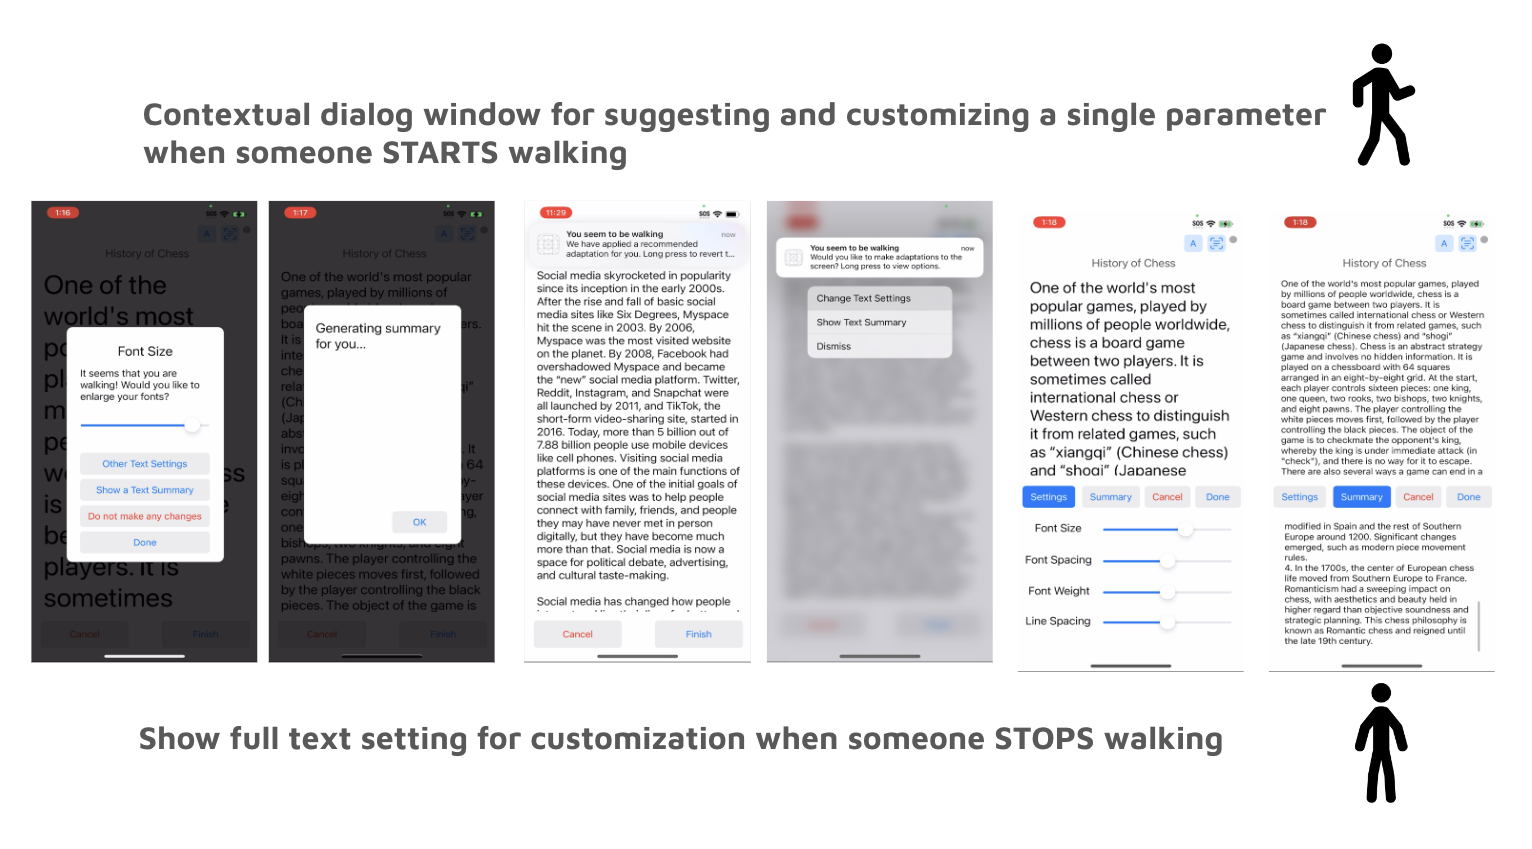 Contextual dialog window for suggesting and customizing a single parameter
when someone STARTS walking
1:16
SOS
A
History of Chess
One of the
world's most
Font Size
It seems that you are
walking! Would you like to
enlarge your fonts?
Other Text Settings
Show a Text Summary
Do not make any changes
Done
players. It is
sometimes
Cancel
Finish
1:17
SOS
A
History of Chess
One of the world's most popular
games, played by millions of
Generating summary
for you...
OK
bishops, two knights, and eight
pawns. The player controlling the
white pieces moves first, followed
by the player controlling the black
pieces. The object of the game is
Cancel
Finish
11:29
SOS
You seem to be walking
now
We have applied a recommended
adaptation for you. Long press to revert t...
Social media skyrocketed in popularity
since its inception in the early 2000s.
After the rise and fall of basic social
media sites like Six Degrees, Myspace
hit the scene in 2003. By 2006,
Myspace was the most visited website
on the planet. By 2008, Facebook had
overshadowed Myspace and became
the “new” social media platform. Twitter,
Reddit, Instagram, and Snapchat were
all launched by 2011, and TikTok, the
short-form video-sharing site, started in
2016. Today, more than 5 billion out of
7.88 billion people use mobile devices
like cell phones. Visiting social media
platforms is one of the main functions of
these devices. One of the initial goals of
social media sites was to help people
connect with family, friends, and people
they may have never met in person
digitally, but they have become much
more than that. Social media is now a
space for political debate, advertising,
and cultural taste-making.
Social media has changed how people
Cancel
Finish
You seem to be walking
now
Would you like to make adaptations to the
screen? Long press to view options.
Change Text Settings
Show Text Summary
Dismiss
1:18
SOS
A
History of Chess
One of the world's most
popular games, played by
millions of people worldwide,
chess is a board game
between two players. It is
sometimes called
international chess or
Western chess to distinguish
it from related games, such
as “xiangqi” (Chinese chess)
and “shogi” (Japanese
Settings
Summary
Cancel
Done
Font Size
Font Spacing
Font Weight
Line Spacing
1:18
SOS
A
History of Chess
One of the world's most popular games, played
by millions of people worldwide, chess is a
board game between two players. It is
sometimes called international chess or Western
chess to distinguish it from related games, such
as “xiangqi” (Chinese chess) and “shogi”
(Japanese chess). Chess is an abstract strategy
game and involves no hidden information. It is
played on a chessboard with 64 squares
arranged in an eight-by-eight grid. At the start,
each player controls sixteen pieces: one king,
one queen, two rooks, two bishops, two knights,
and eight pawns. The player controlling the
white pieces moves first, followed by the player
controlling the black pieces. The object of the
game is to checkmate the opponent's king,
whereby the king is under immediate attack (in
"check"), and there is no way for it to escape.
There are also several ways a game can end in a
Settings
Summary
Cancel
Done
modified in Spain and the rest of Southern
Europe around 1200. Significant changes
emerged, such as modern piece movement
rules.
4. In the 1700s, the center of European chess
life moved from Southern Europe to France.
Romanticism had a sweeping impact on
chess, with aesthetics and beauty held in
higher regard than objective soundness and
strategic planning. This chess philosophy is
known as Romantic chess and reigned until
the late 19th century.
Show full text setting for customization when someone STOPS walking